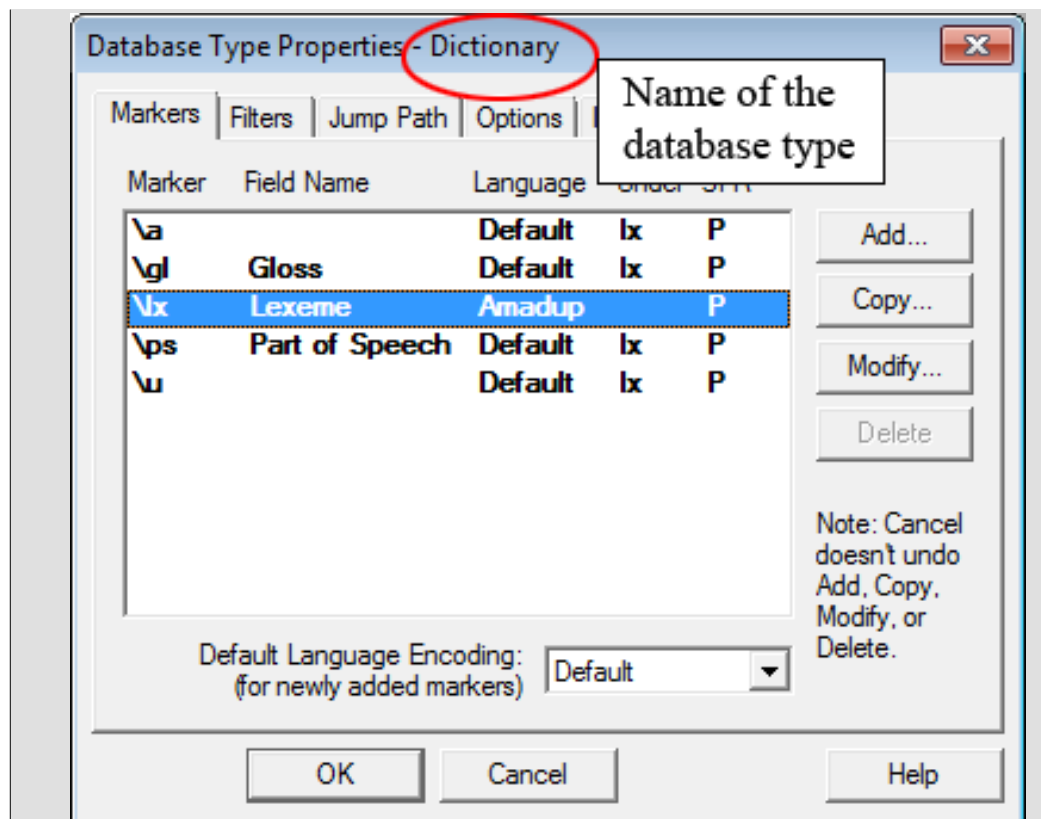 Database Type Properties - Dictionary
Name of the
database type
Markers Filters Jump Path Options
Marker Field Name Language
\a Default lx P
\gl Gloss Default lx P
\lx Lexeme Amadup P
\ps Part of Speech Default lx P
\u Default lx P
Add...
Copy...
Modify...
Delete
Note: Cancel
doesn't undo
Add, Copy,
Modify, or
Delete.
Default Language Encoding:
(for newly added markers)
Default
OK Cancel Help